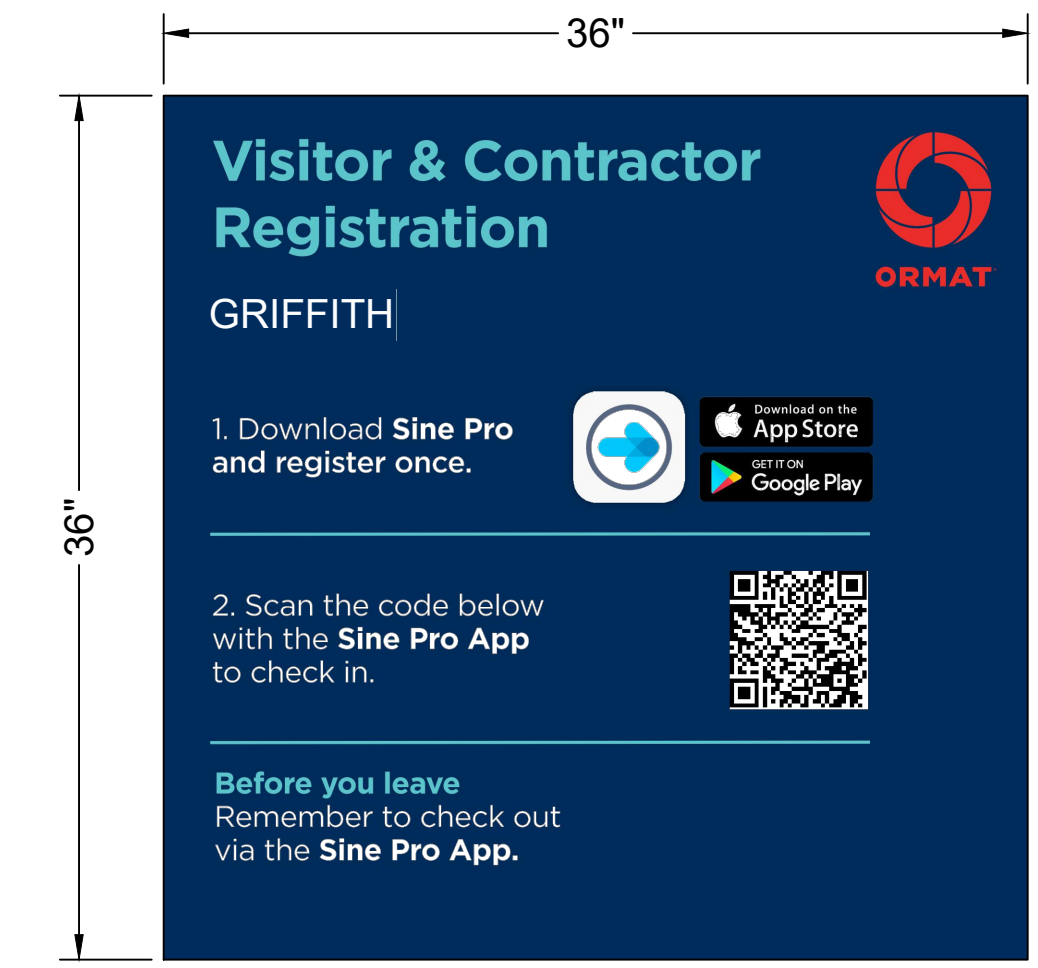 36"
36"
Visitor & Contractor
Registration
ORMAT
GRIFFITH
1. Download Sine Pro
and register once.
Download on the
App Store
GET IT ON
Google Play
2. Scan the code below
with the Sine Pro App
to check in.
Before you leave
Remember to check out
via the Sine Pro App.